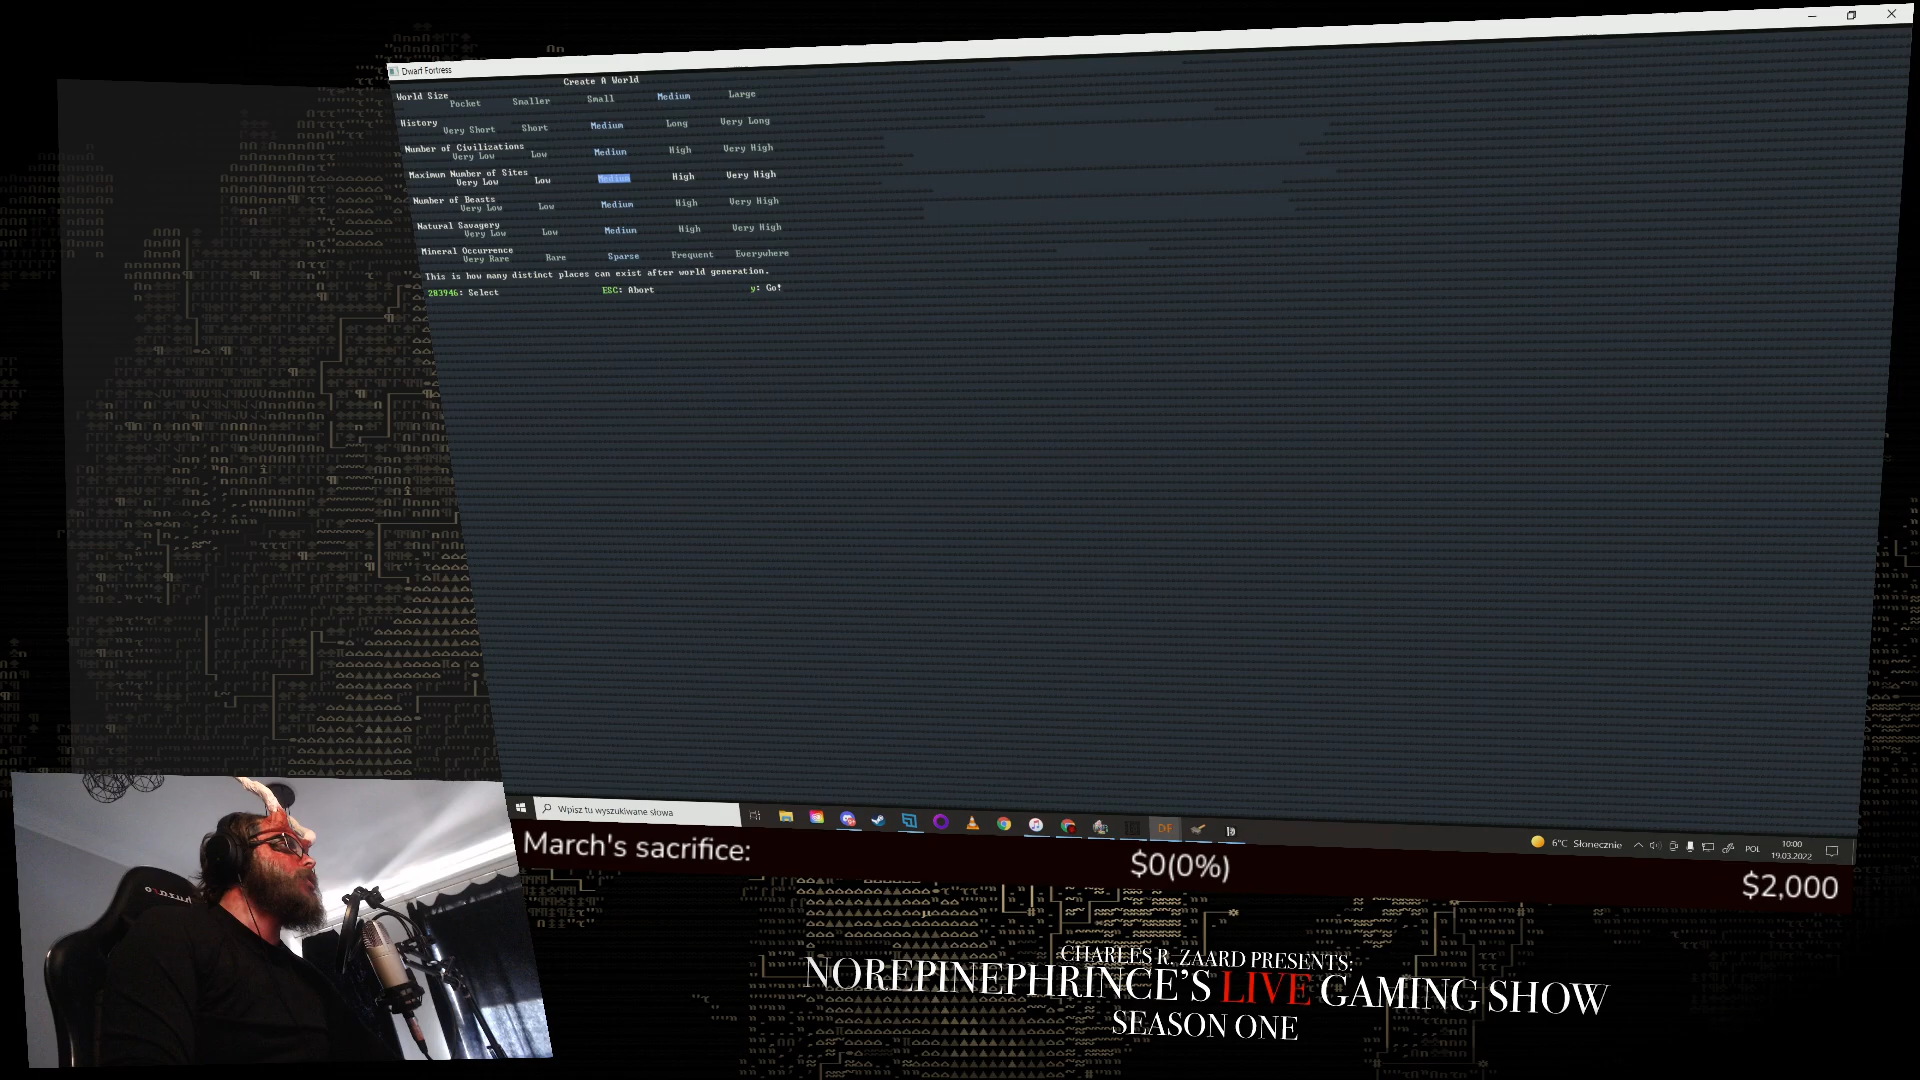 Dwarf Fortress
Create A World
World Size
Pocket Smaller Small Medium Large
History
Very Short Short Medium Long Very Long
Number of Civilizations
Very Low Low Medium High Very High
Maximum Number of Sites
Very Low Low Medium High Very High
Number of Beasts
Very Low Low Medium High Very High
Natural Savagery
Very Low Low Medium High Very High
Mineral Occurrence
Very Rare Rare Sparse Frequent Everywhere
This is how many distinct places can exist after world generation.
283946: Select ESC: Abort y: Go!
Wpisz tu wyszukiwane słowa
DF
6°C Słonecznie
POL
10:00
19.03.2022
March's sacrifice: $0(0%) $2,000
CHARLES R. ZAARD PRESENTS:
NOREPINEPHRINCE'S LIVE GAMING SHOW
SEASON ONE